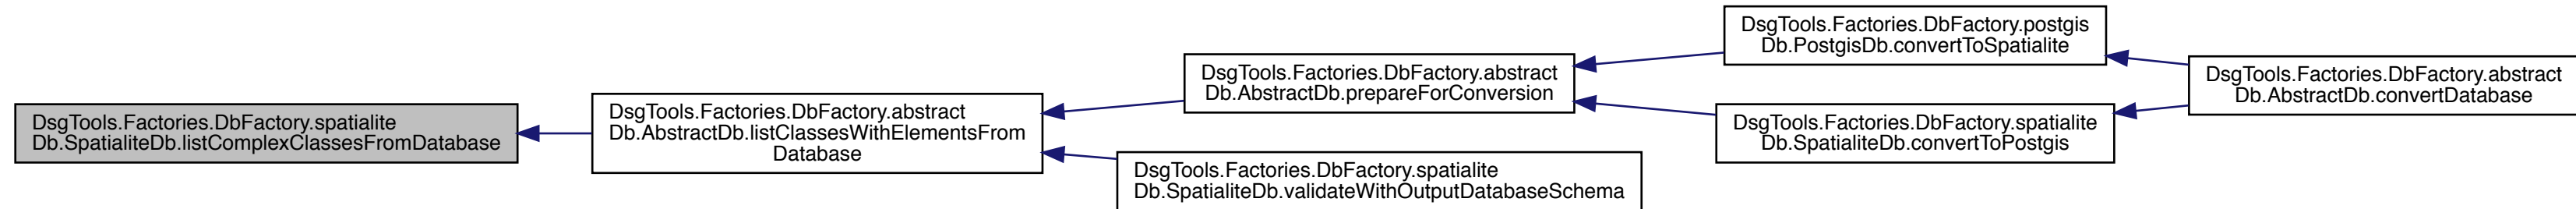 DsgTools.Factories.DbFactory.spatialite
Db.SpatialiteDb.listComplexClassesFromDatabase
DsgTools.Factories.DbFactory.abstract
Db.AbstractDb.listClassesWithElementsFrom
Database
DsgTools.Factories.DbFactory.abstract
Db.AbstractDb.prepareForConversion
DsgTools.Factories.DbFactory.spatialite
Db.SpatialiteDb.validateWithOutputDatabaseSchema
DsgTools.Factories.DbFactory.postgis
Db.PostgisDb.convertToSpatialite
DsgTools.Factories.DbFactory.spatialite
Db.SpatialiteDb.convertToPostgis
DsgTools.Factories.DbFactory.abstract
Db.AbstractDb.convertDatabase